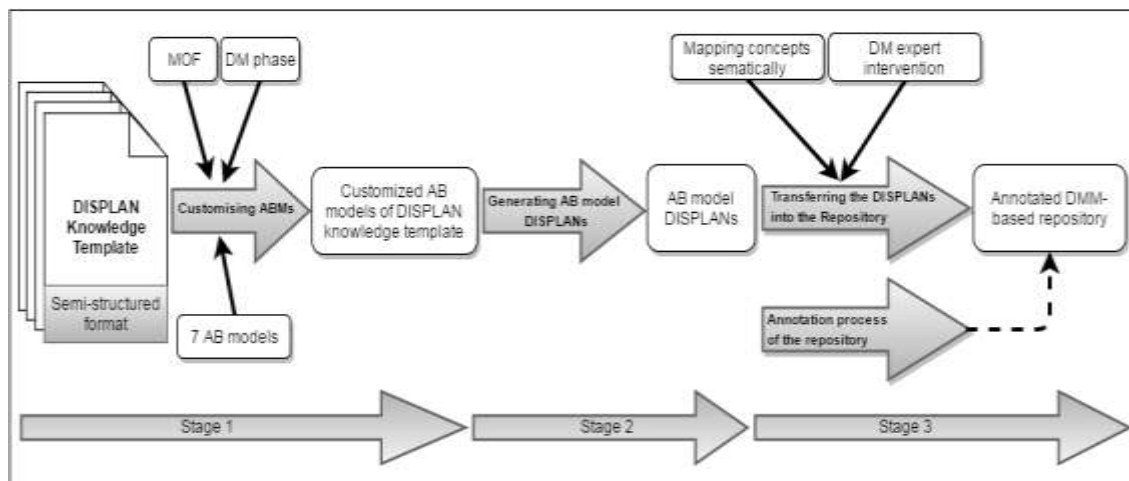 MOF
DM phase
Mapping concepts
sematically
DM expert
intervention
DISPLAN
Knowledge
Template
Semi-structured
format
Customising ABMs
7 AB models
Customized AB
models of DISPLAN
knowledge template
Generating AB model
DISPLANs
AB model
DISPLANs
Transferring the DISPLANs
into the Repository
Annotated DMM-
based repository
Annotation process
of the repository
Stage 1
Stage 2
Stage 3